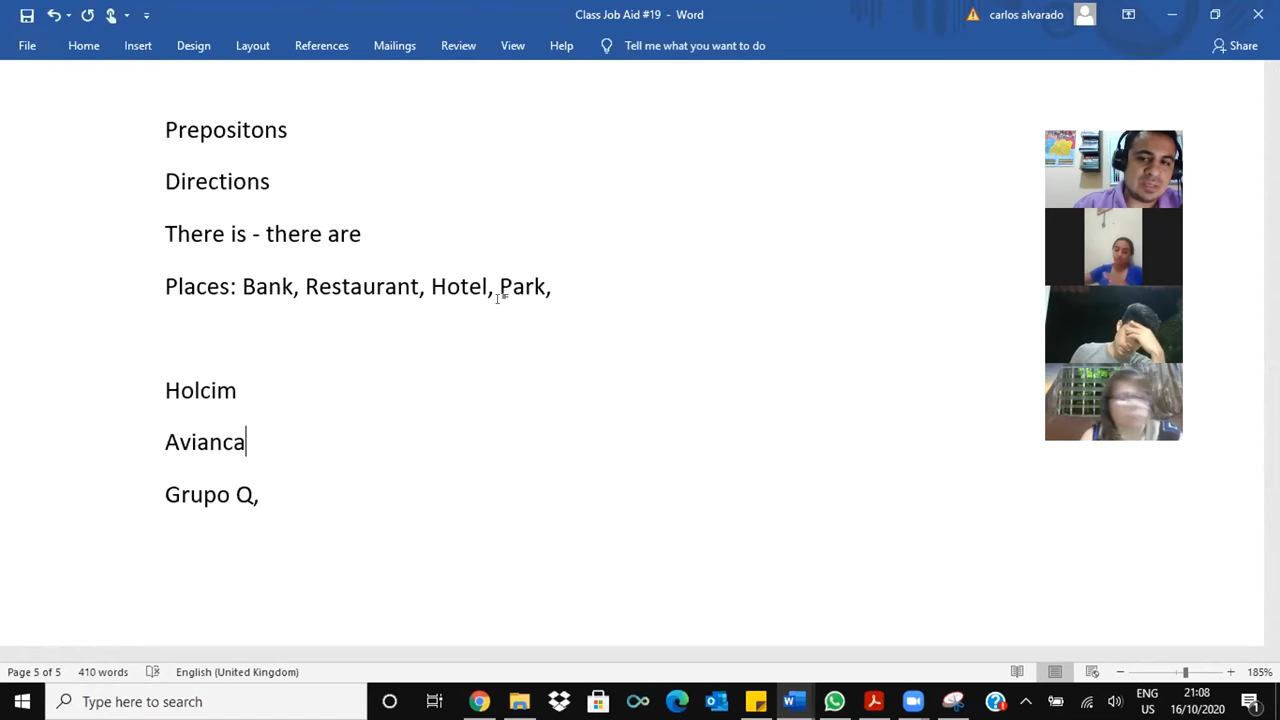 Class Job Aid #19 - Word
carlos alvarado
File Home Insert Design Layout References Mailings Review View Help Tell me what you want to do Share
Prepositons
Directions
There is - there are
Places: Bank, Restaurant, Hotel, Park,
Holcim
Avianca
Grupo Q,
Page 5 of 5 410 words English (United Kingdom) 185%
Type here to search
ENG 21:08
US 16/10/2020
1